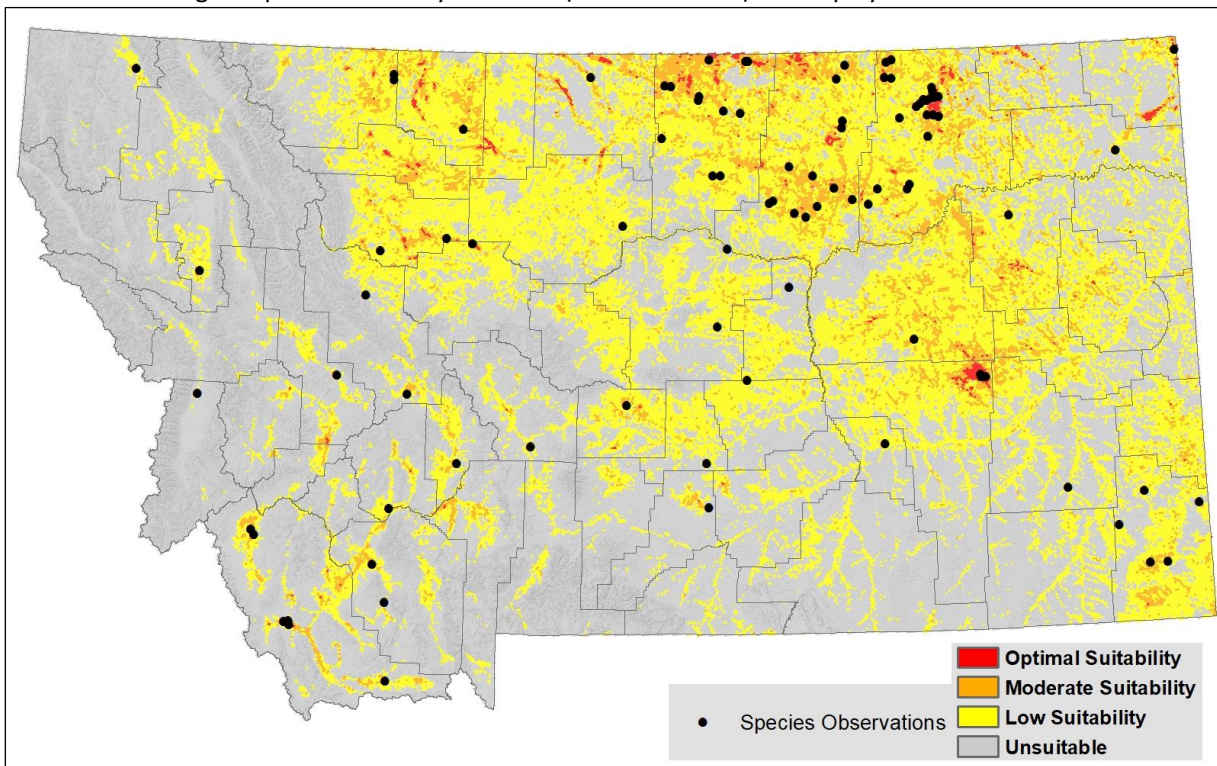 Species Observations
Optimal Suitability
Moderate Suitability
Low Suitability
Unsuitable